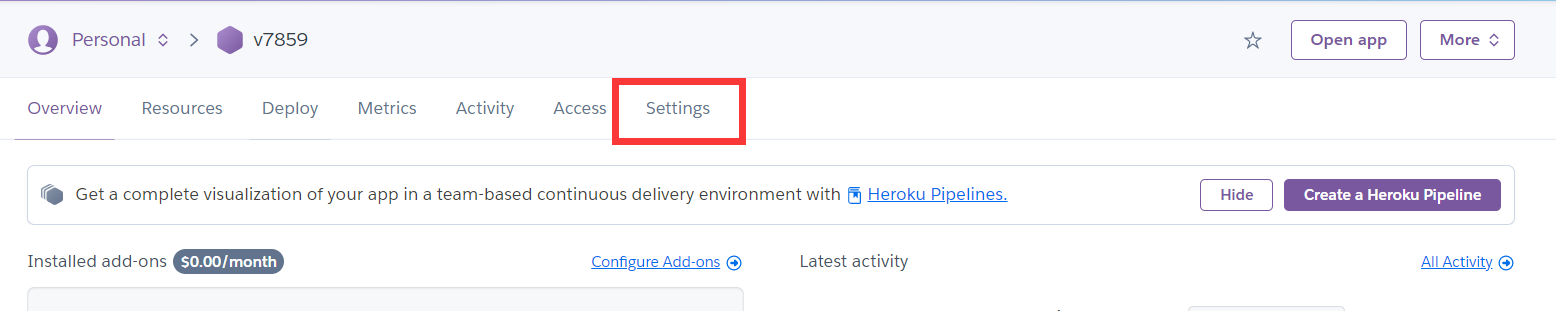 Personal v7859 Open app More
Overview Resources Deploy Metrics Activity Access Settings
Get a complete visualization of your app in a team-based continuous delivery environment with Heroku Pipelines. Hide Create a Heroku Pipeline
Installed add-ons $0.00/month Configure Add-ons Latest activity All Activity